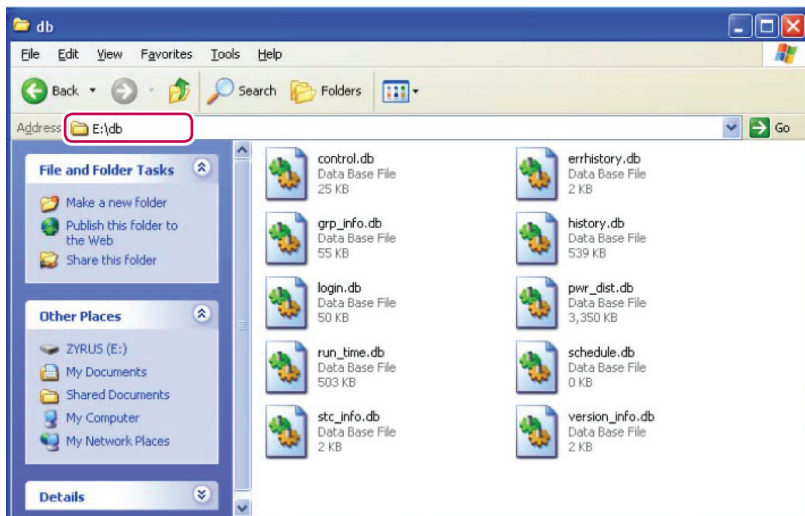 db
File Edit View Favorites Tools Help
Back Search Folders
Address E:\db Go
File and Folder Tasks
Make a new folder
Publish this folder to
the Web
Share this folder
Other Places
ZYRUS (E:)
My Documents
Shared Documents
My Computer
My Network Places
Details
control.db
Data Base File
25 KB
errhistory.db
Data Base File
2 KB
grp_info.db
Data Base File
55 KB
history.db
Data Base File
539 KB
login.db
Data Base File
50 KB
pwr_dist.db
Data Base File
3,350 KB
run_time.db
Data Base File
503 KB
schedule.db
Data Base File
0 KB
stc_info.db
Data Base File
2 KB
version_info.db
Data Base File
2 KB